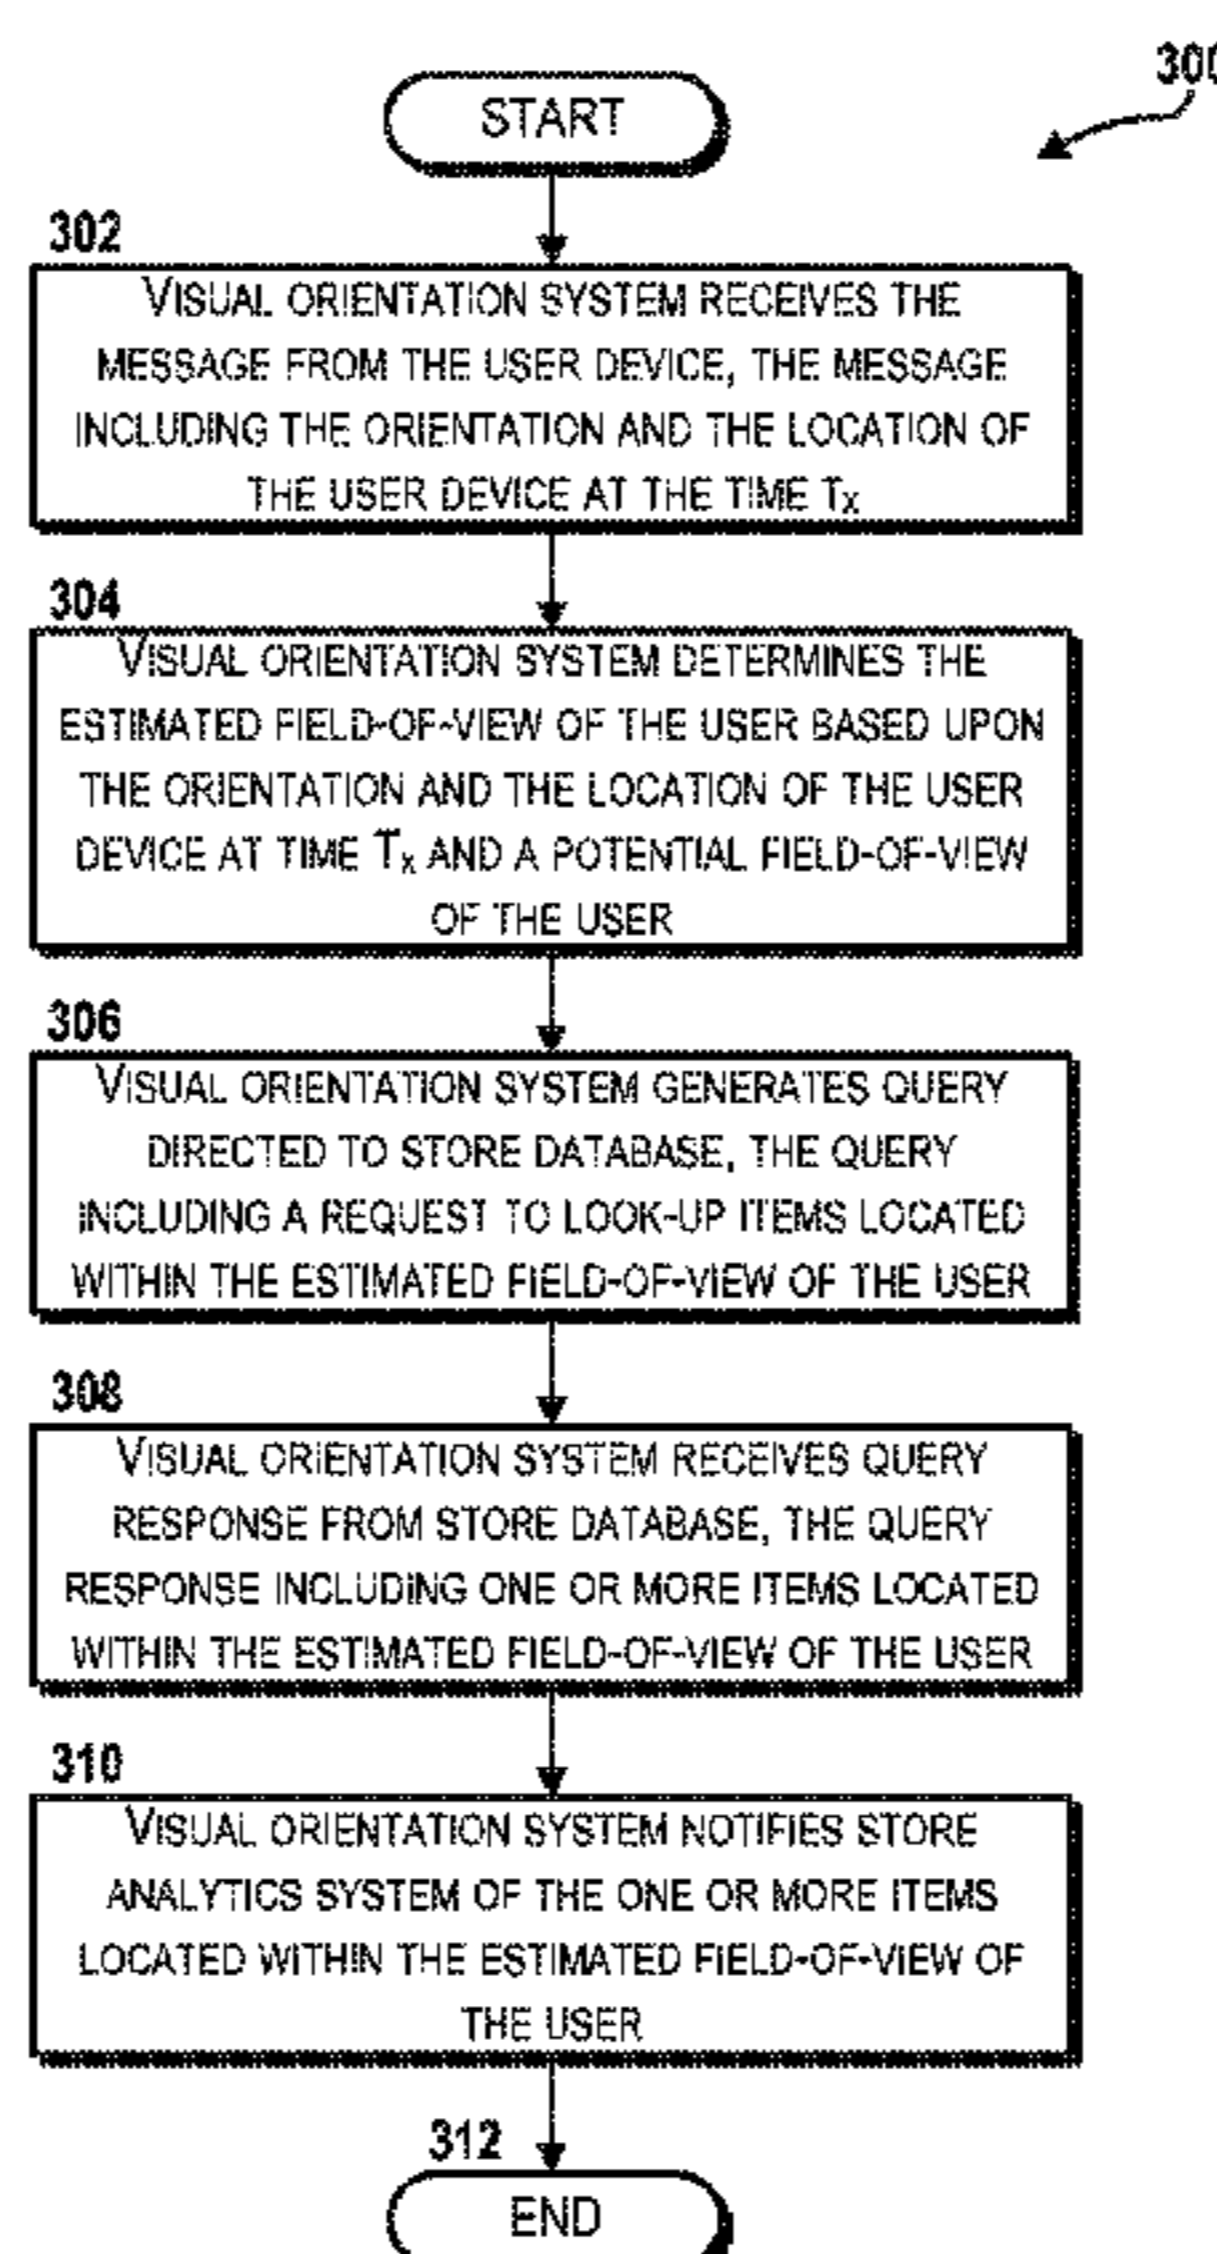 300
START
302
VISUAL ORIENTATION SYSTEM RECEIVES THE
MESSAGE FROM THE USER DEVICE, THE MESSAGE
INCLUDING THE ORIENTATION AND THE LOCATION OF
THE USER DEVICE AT THE TIME TX
304
VISUAL ORIENTATION SYSTEM DETERMINES THE
ESTIMATED FIELD-OF-VIEW OF THE USER BASED UPON
THE ORIENTATION AND THE LOCATION OF THE USER
DEVICE AT TIME TX AND A POTENTIAL FIELD-OF-VIEW
OF THE USER
306
VISUAL ORIENTATION SYSTEM GENERATES QUERY
DIRECTED TO STORE DATABASE, THE QUERY
INCLUDING A REQUEST TO LOOK-UP ITEMS LOCATED
WITHIN THE ESTIMATED FIELD-OF-VIEW OF THE USER
308
VISUAL ORIENTATION SYSTEM RECEIVES QUERY
RESPONSE FROM STORE DATABASE, THE QUERY
RESPONSE INCLUDING ONE OR MORE ITEMS LOCATED
WITHIN THE ESTIMATED FIELD-OF-VIEW OF THE USER
310
VISUAL ORIENTATION SYSTEM NOTIFIES STORE
ANALYTICS SYSTEM OF THE ONE OR MORE ITEMS
LOCATED WITHIN THE ESTIMATED FIELD-OF-VIEW OF
THE USER
312
END